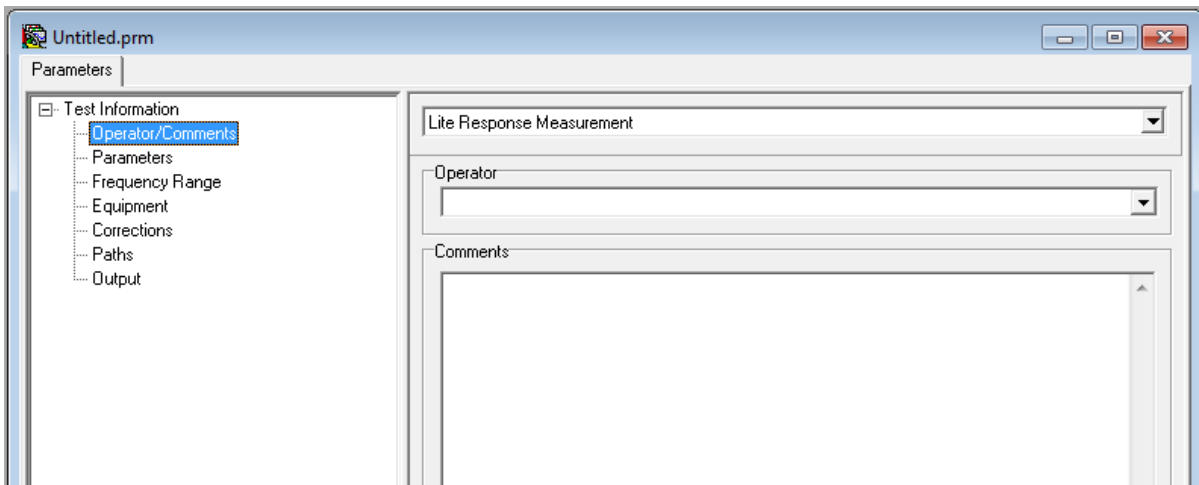 Untitled.prm
Parameters
Test Information
Operator/Comments
Parameters
Frequency Range
Equipment
Corrections
Paths
Output
Lite Response Measurement
Operator
Comments